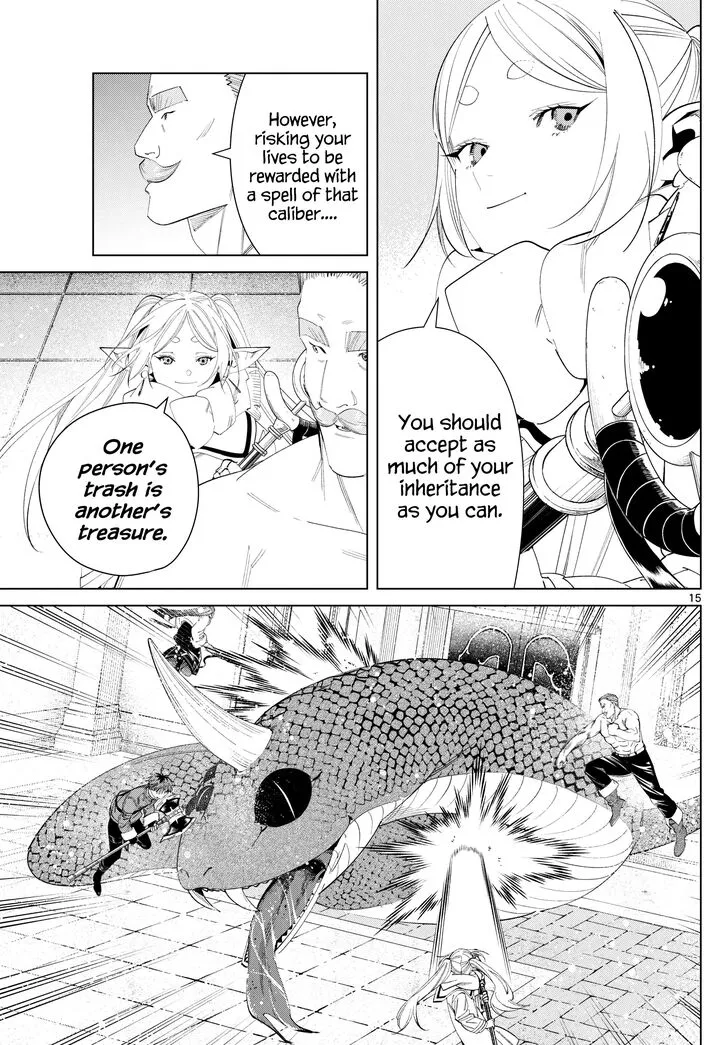 You should
accept as
much of your
inheritance
as you can.
However,
risking your
lives to be
rewarded with
a spell of that
caliber....
One
person's
trash is
another's
treasure.
15